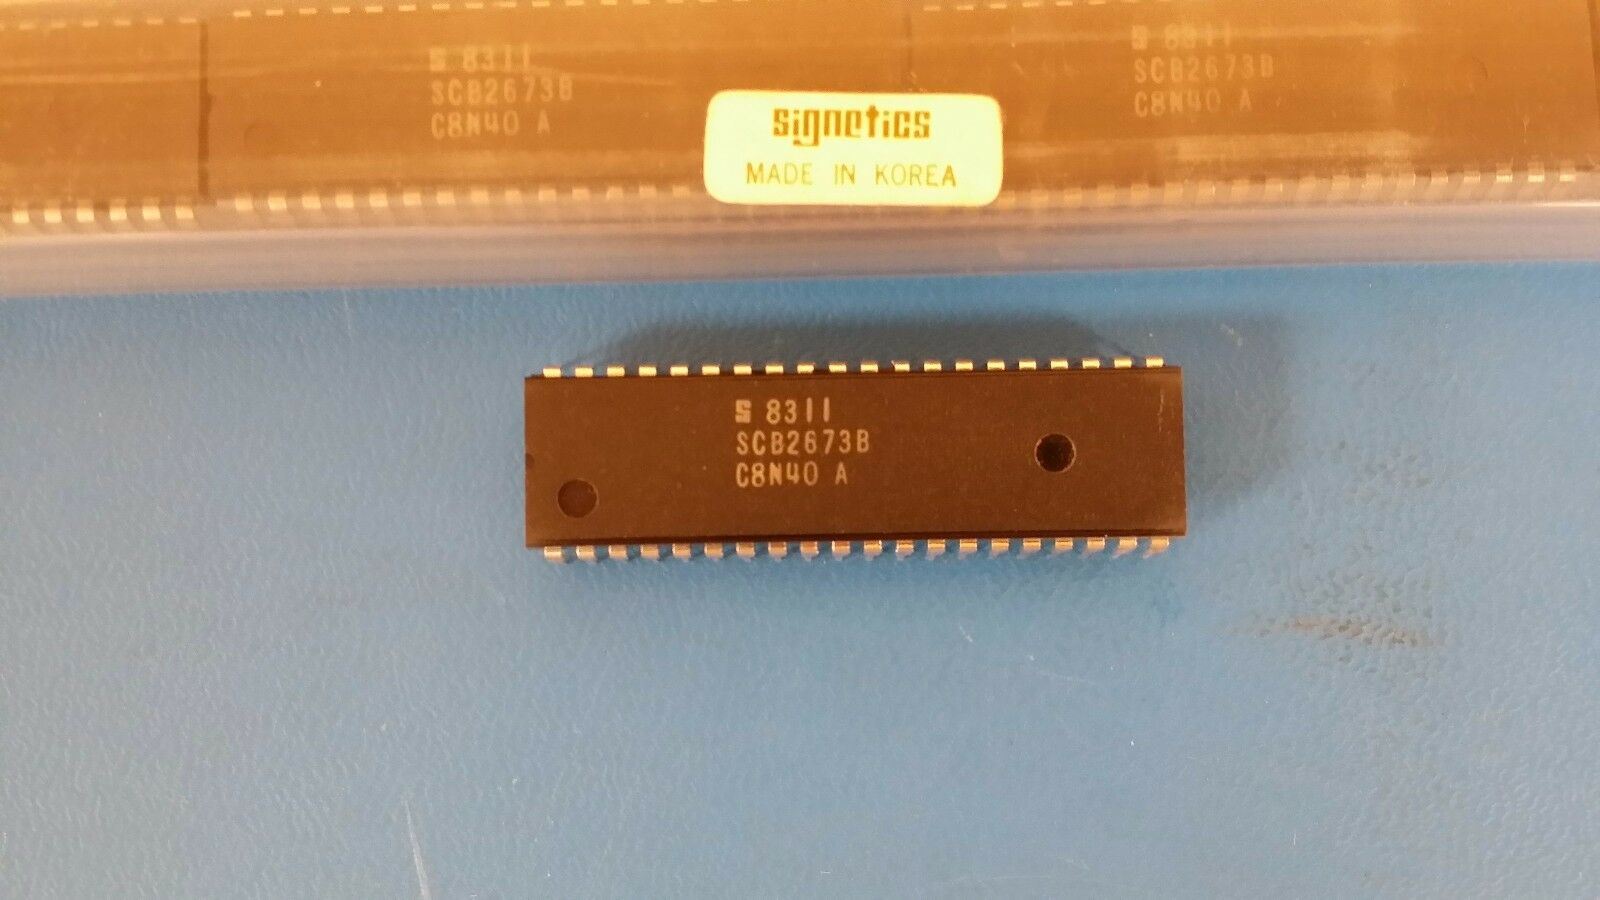 8311
SCB2673B
C8N40 A
signetics
MADE IN KOREA
8311
SCB2673B
C8N40 A
S 8311
SCB2673B
C8N40 A